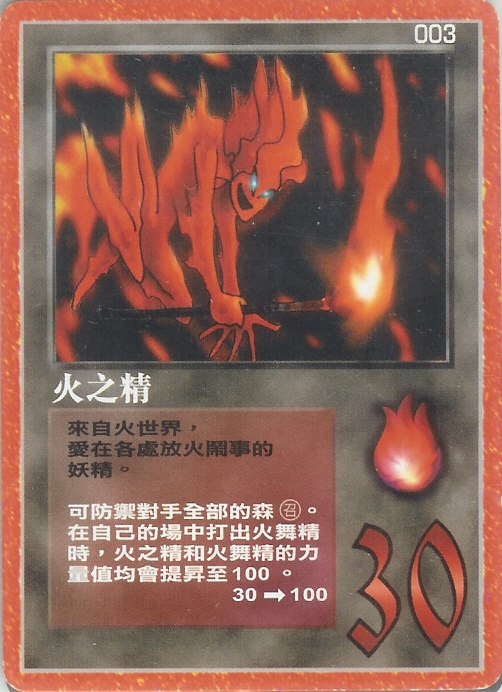 003
火之精
來自火世界，
愛在各處放火鬧事的
妖精。
可防禦對手全部的森㊁。
在自己的場中打出火舞精
時，火之精和火舞精的力
量值均會提昇至100。
30➡100
30